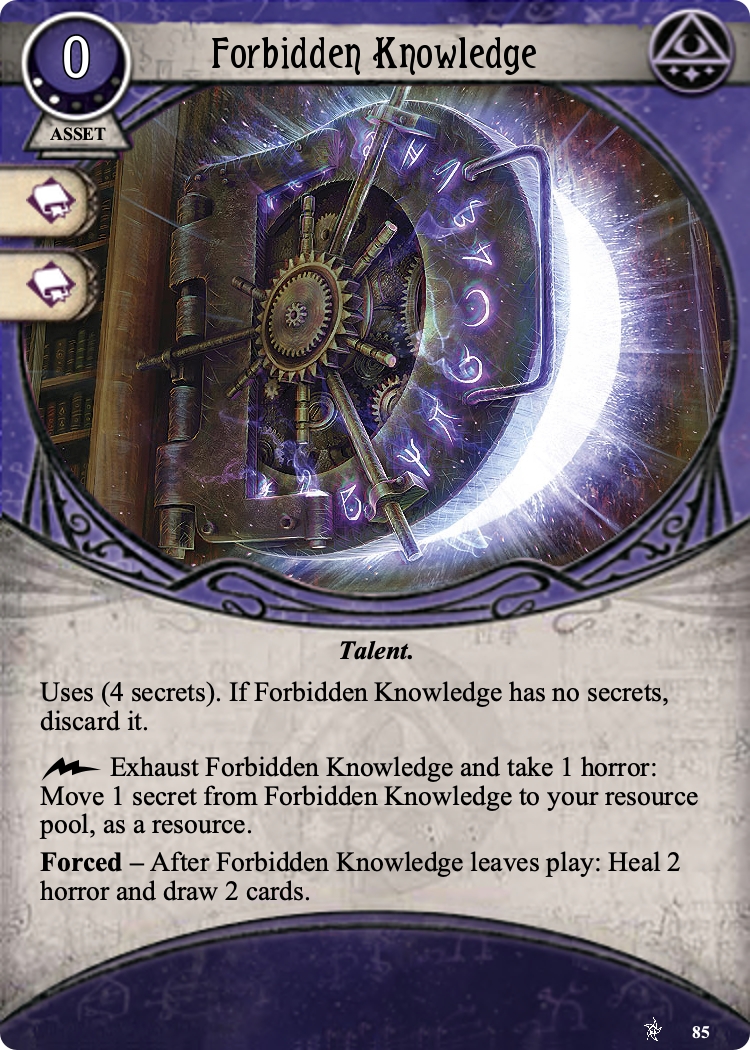 0
Forbidden Knowledge
ASSET
Talent.
Uses (4 secrets). If Forbidden Knowledge has no secrets,
discard it.
Exhaust Forbidden Knowledge and take 1 horror:
Move 1 secret from Forbidden Knowledge to your resource
pool, as a resource.
Forced – After Forbidden Knowledge leaves play: Heal 2
horror and draw 2 cards.
85